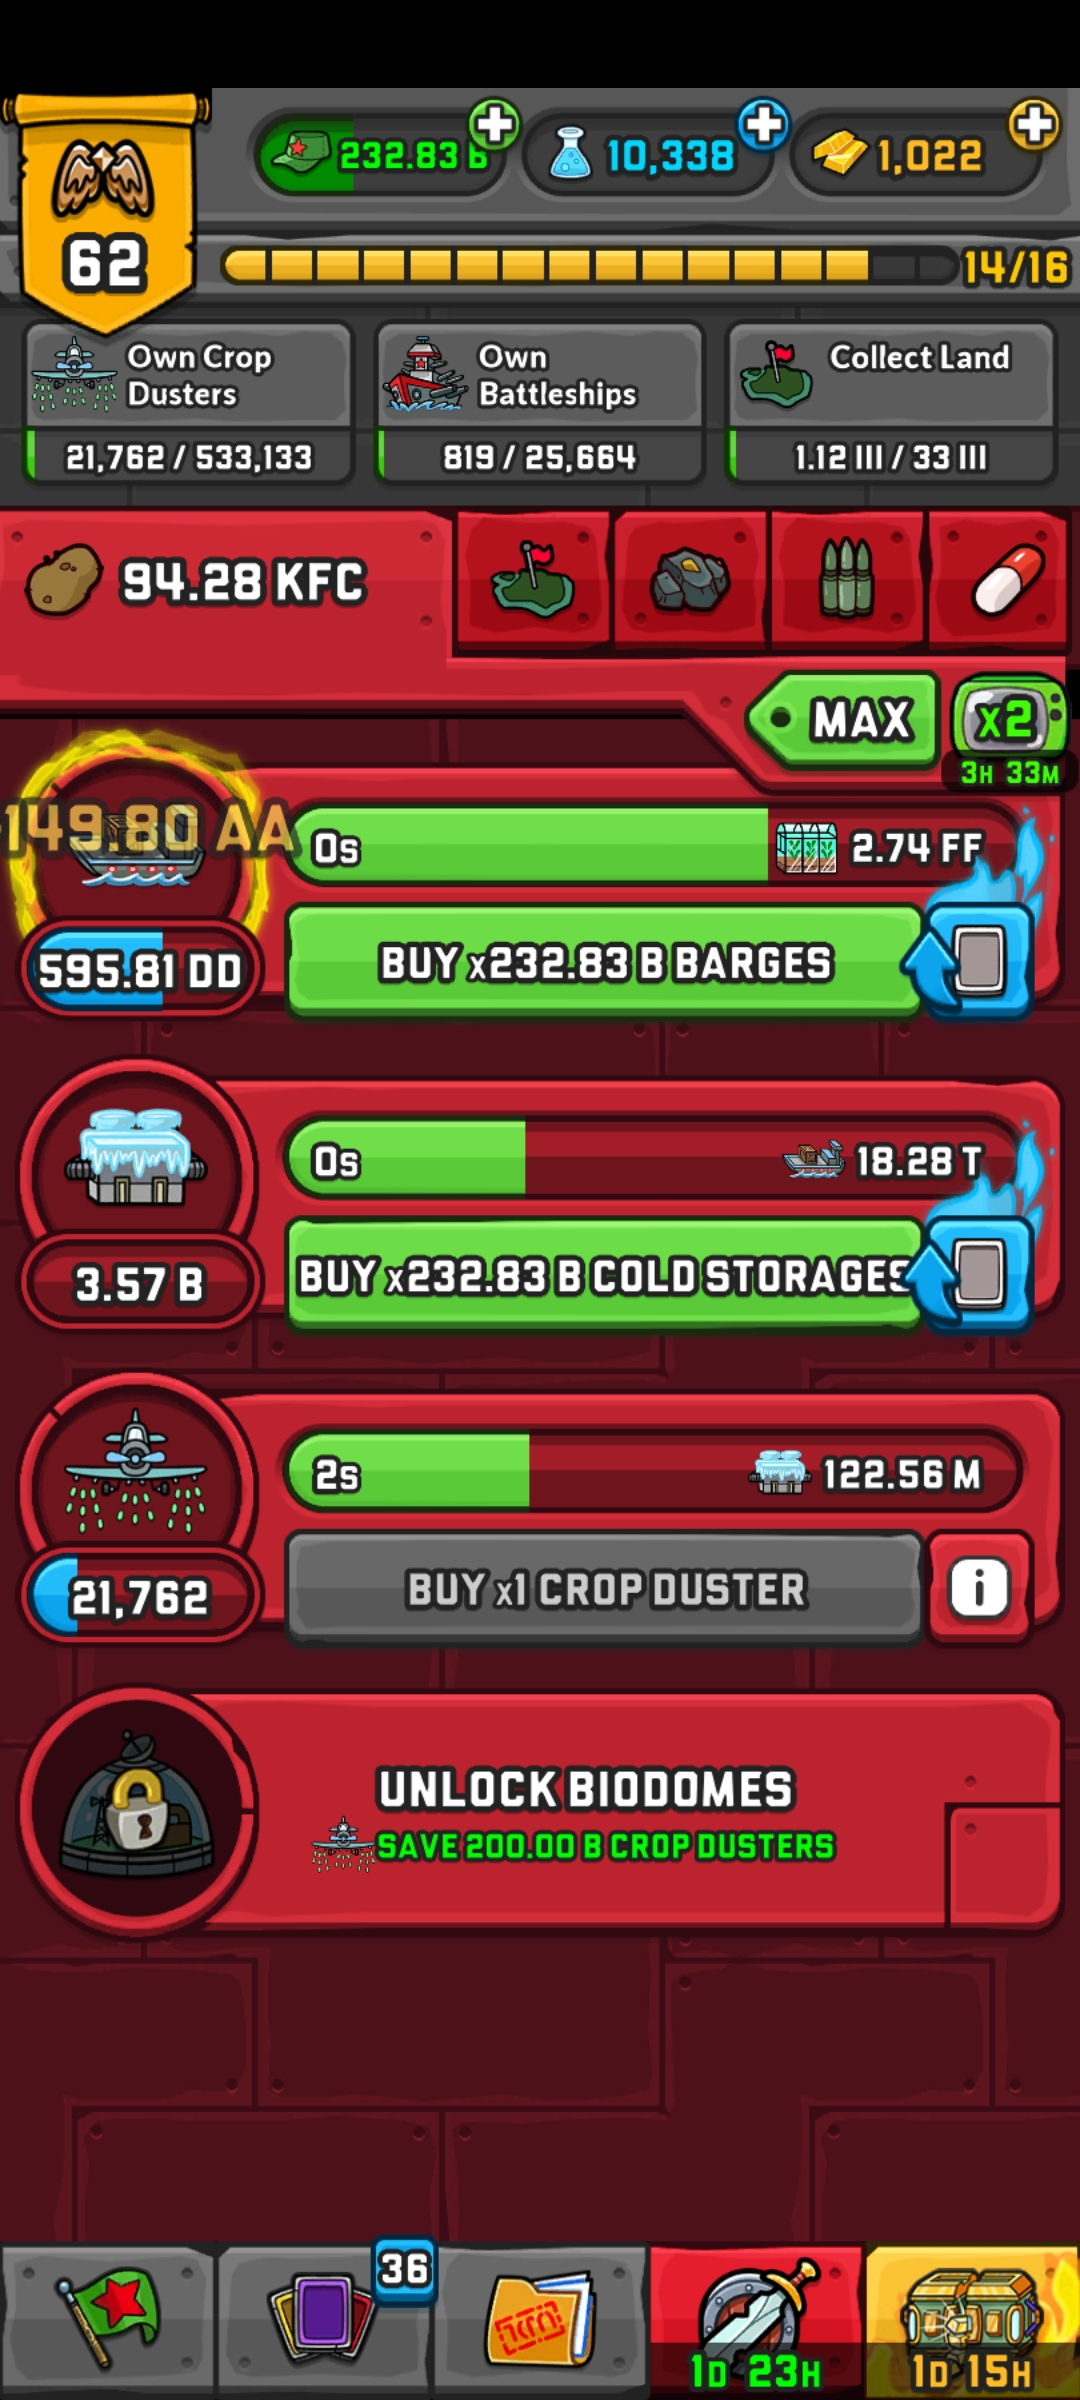 232.83 B
10,338
1,022
62
14/16
Own Crop
Dusters
21,762 / 533,133
Own
Battleships
819 / 25,664
Collect Land
1.12 III / 33 III
94.28 KFC
MAX
x2
3H 33M
149.80 AA
0s
2.74 FF
595.81 DD
BUY x232.83 B BARGES
0s
18.28 T
3.57 B
BUY x232.83 B COLD STORAGES
2s
122.56 M
21,762
BUY x1 CROP DUSTER
i
UNLOCK BIODOMES
SAVE 200.00 B CROP DUSTERS
36
1D 23H
1D 15H